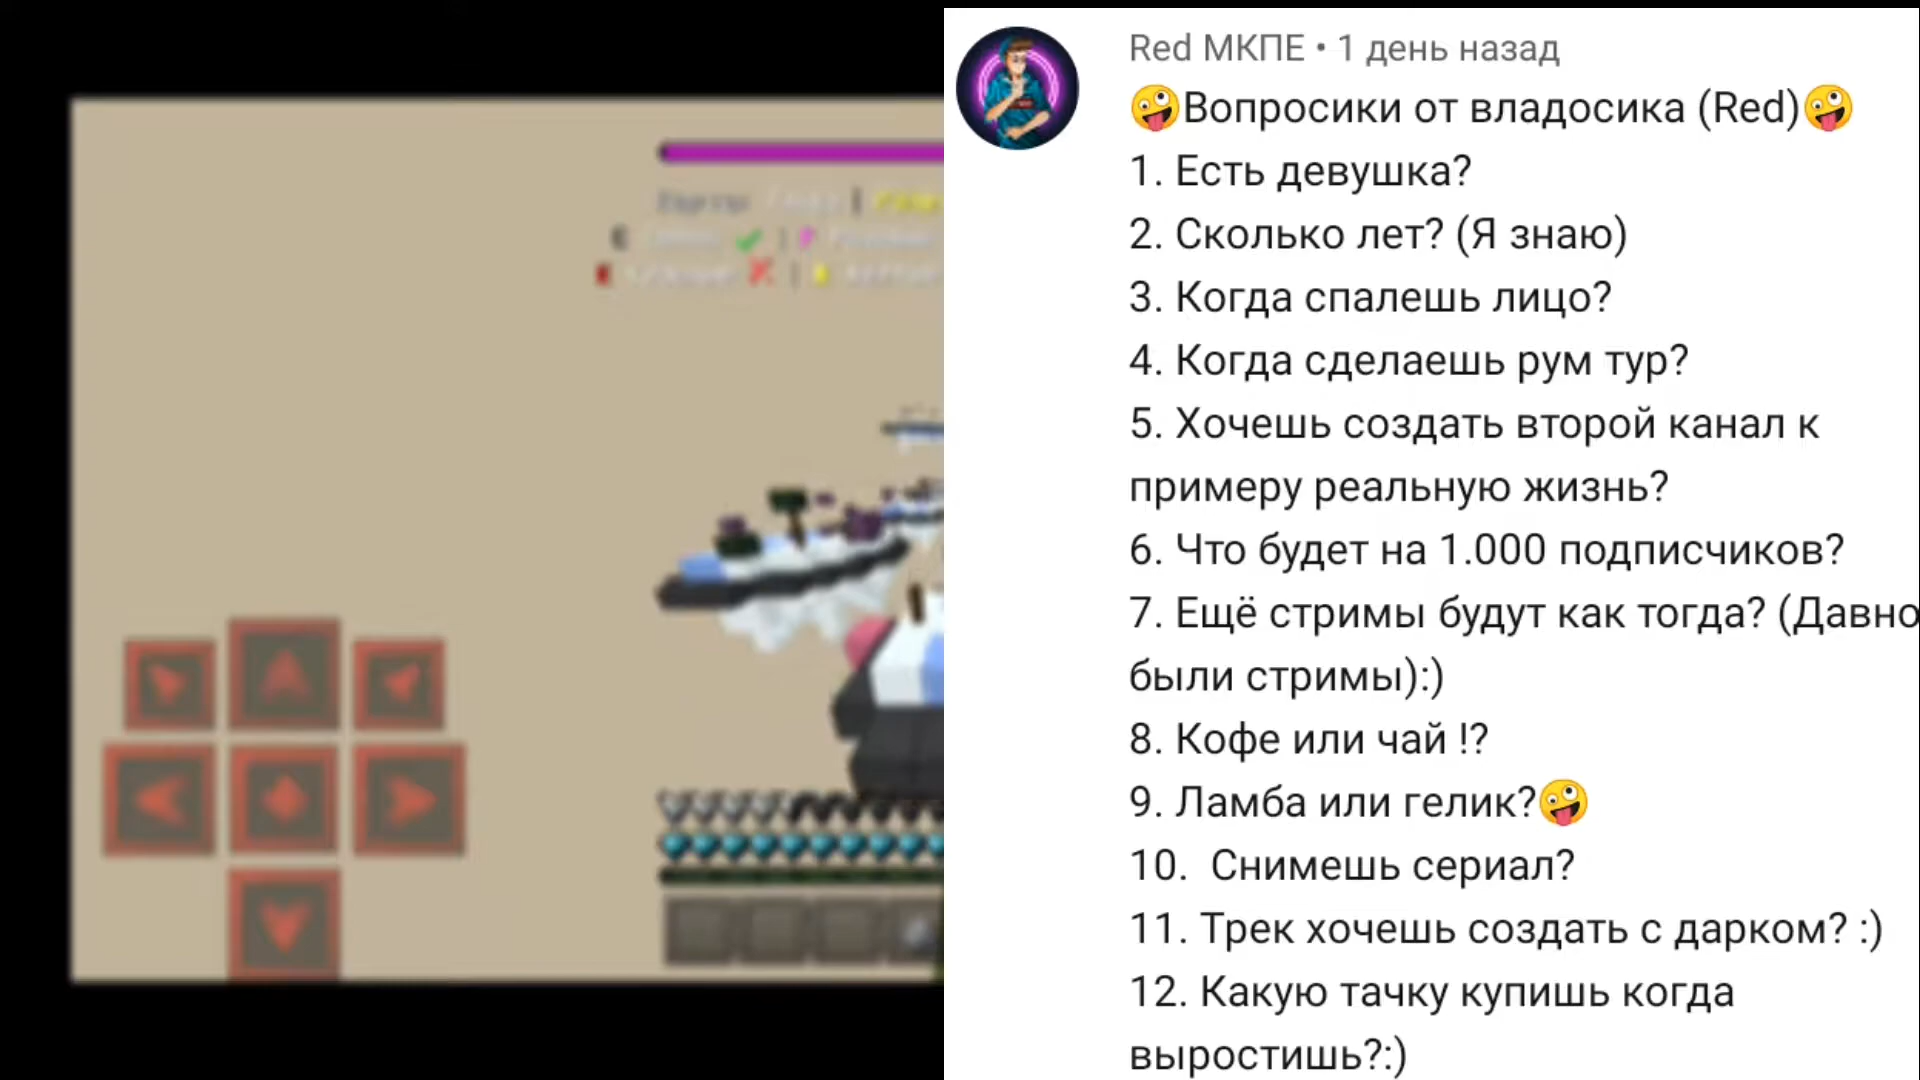 Red МКПЕ • 1 день назад
🤪Вопросики от владосика (Red)🤪
1. Есть девушка?
2. Сколько лет? (Я знаю)
3. Когда спалешь лицо?
4. Когда сделаешь рум тур?
5. Хочешь создать второй канал к
примеру реальную жизнь?
6. Что будет на 1.000 подписчиков?
7. Ещё стримы будут как тогда? (Давно
были стримы):)
8. Кофе или чай !?
9. Ламба или гелик?🤪
10. Снимешь сериал?
11. Трек хочешь создать с дарком? :)
12. Какую тачку купишь когда
выростишь?:)